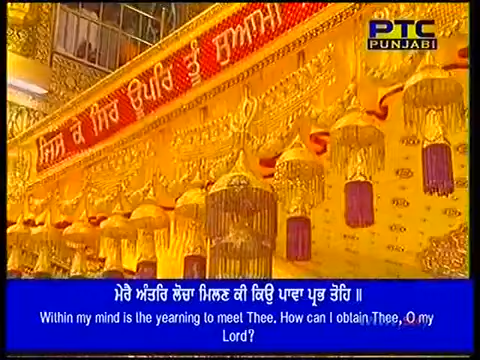 PTC
PUNJABI
ਜਿਸ ਕੇ ਸਿਰ ਊਪਰਿ ਤੂੰ ਸੁਆਮੀ
ਮੇਰੈ ਅੰਤਰਿ ਲੋਚਾ ਮਿਲਣ ਕੀ ਕਿਉ ਪਾਵਾ ਪ੍ਰਭ ਤੋਹਿ ॥
Within my mind is the yearning to meet Thee. How can I obtain Thee, O my
Lord?